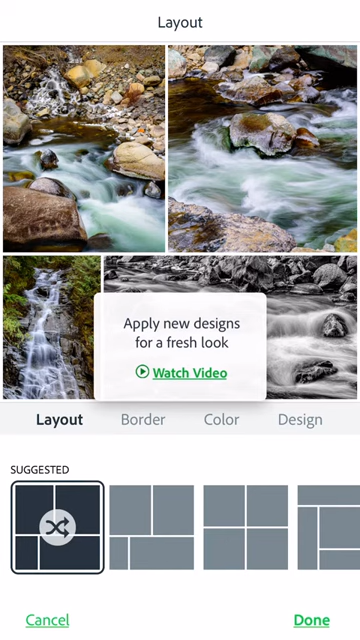 Layout
Apply new designs
for a fresh look
Watch Video
Layout Border Color Design
SUGGESTED
Cancel Done